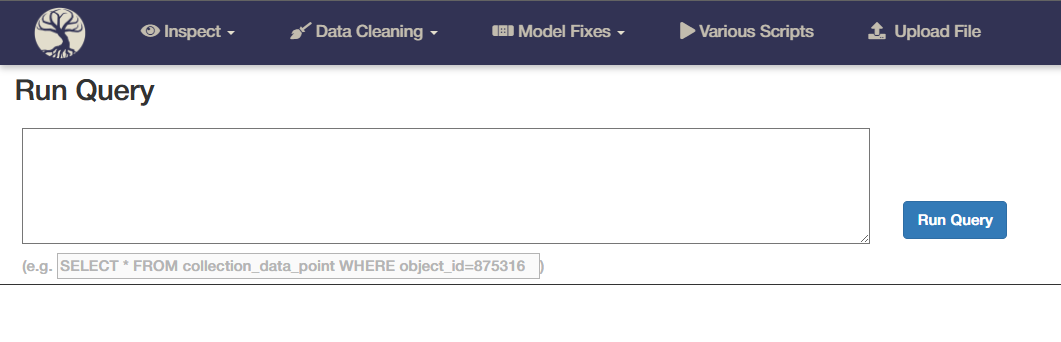 Inspect Data Cleaning Model Fixes Various Scripts Upload File
Run Query
Run Query
(e.g. SELECT * FROM collection_data_point WHERE object_id=875316 )